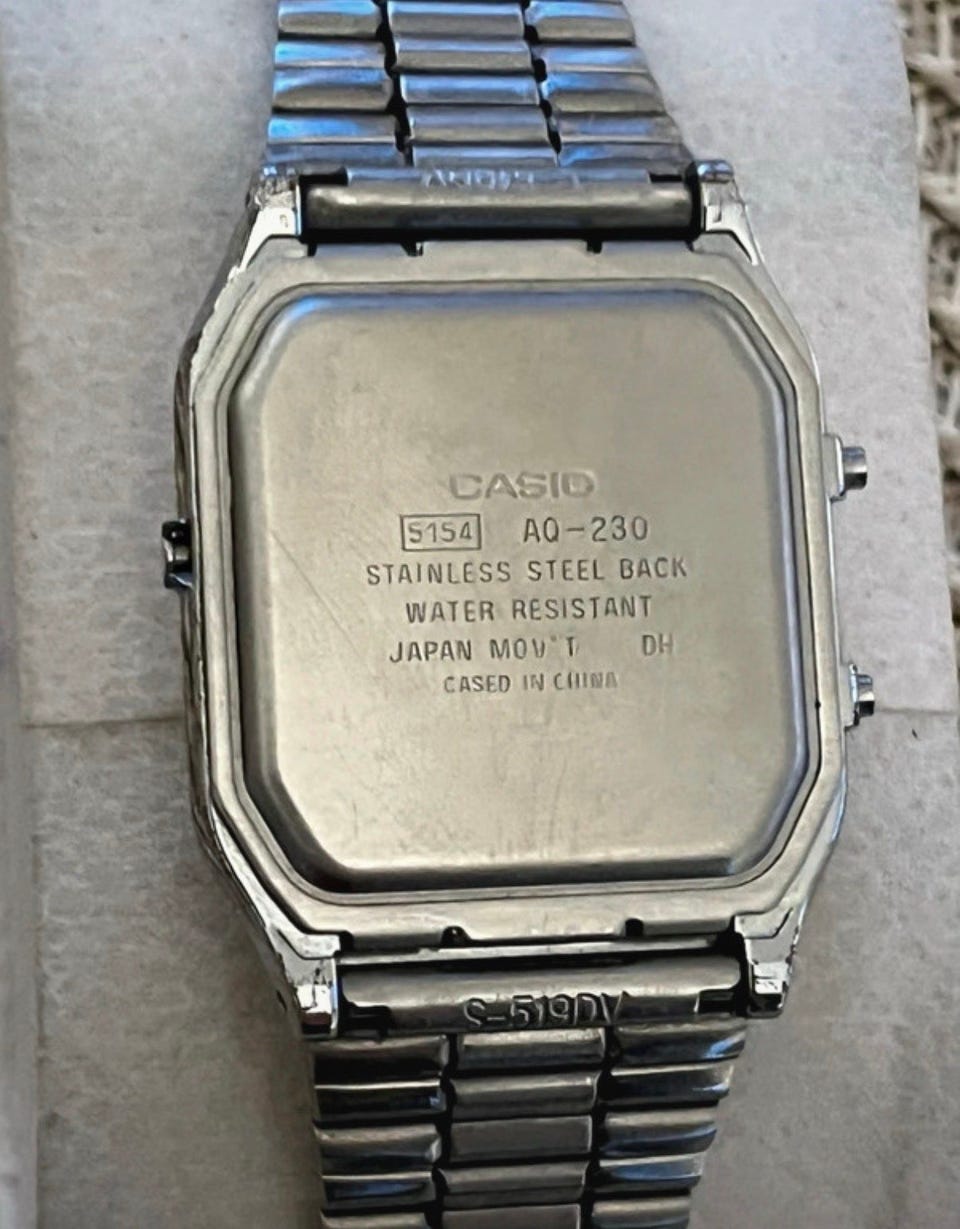 CASIO
5154 AQ-230
STAINLESS STEEL BACK
WATER RESISTANT
JAPAN MOV'T DH
CASED IN CHINA
S-519DV